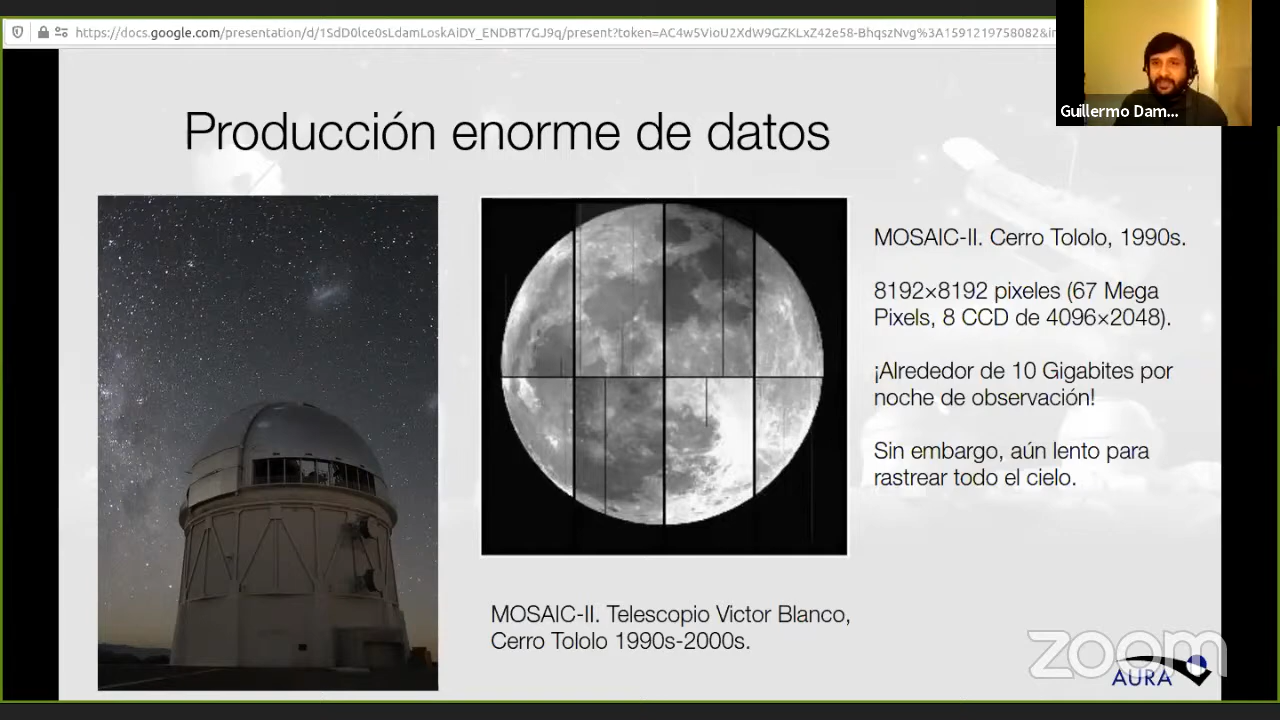 https://docs.google.com/presentation/d/1SdD0lce0sLdamLoskAiDY_ENDBT7GJ9q/present?token=AC4w5VioU2XdW9GZKLxZ42e58-BhqszNvg%3A1591219758082&i
Guillermo Dam...
Producción enorme de datos
MOSAIC-II. Cerro Tololo, 1990s.
8192×8192 pixeles (67 Mega
Pixels, 8 CCD de 4096×2048).
¡Alrededor de 10 Gigabites por
noche de observación!
Sin embargo, aún lento para
rastrear todo el cielo.
MOSAIC-II. Telescopio Victor Blanco,
Cerro Tololo 1990s-2000s.
zoom
AURA